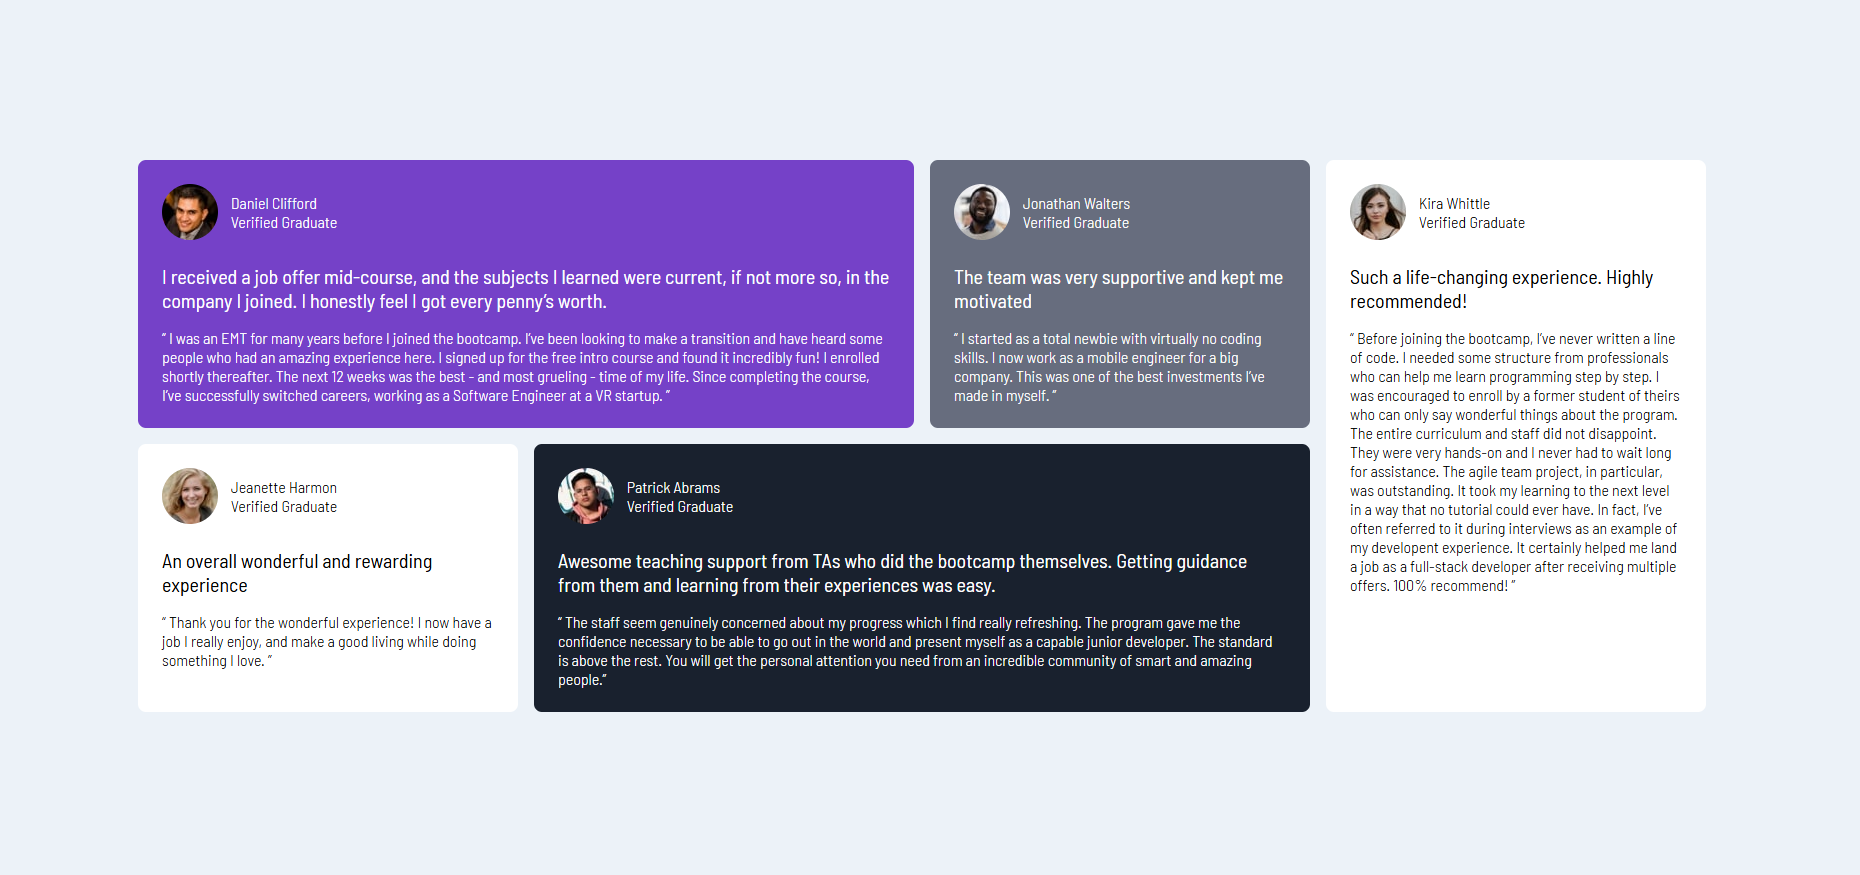 Daniel Clifford
Verified Graduate
I received a job offer mid-course, and the subjects I learned were current, if not more so, in the
company I joined. I honestly feel I got every penny’s worth.
“ I was an EMT for many years before I joined the bootcamp. I’ve been looking to make a transition and have heard some
people who had an amazing experience here. I signed up for the free intro course and found it incredibly fun! I enrolled
shortly thereafter. The next 12 weeks was the best - and most grueling - time of my life. Since completing the course,
I’ve successfully switched careers, working as a Software Engineer at a VR startup. ”
Jonathan Walters
Verified Graduate
The team was very supportive and kept me
motivated
“ I started as a total newbie with virtually no coding
skills. I now work as a mobile engineer for a big
company. This was one of the best investments I’ve
made in myself. ”
Kira Whittle
Verified Graduate
Such a life-changing experience. Highly
recommended!
“ Before joining the bootcamp, I’ve never written a line
of code. I needed some structure from professionals
who can help me learn programming step by step. I
was encouraged to enroll by a former student of theirs
who can only say wonderful things about the program.
The entire curriculum and staff did not disappoint.
They were very hands-on and I never had to wait long
for assistance. The agile team project, in particular,
was outstanding. It took my learning to the next level
in a way that no tutorial could ever have. In fact, I’ve
often referred to it during interviews as an example of
my developent experience. It certainly helped me land
a job as a full-stack developer after receiving multiple
offers. 100% recommend! ”
Jeanette Harmon
Verified Graduate
An overall wonderful and rewarding
experience
“ Thank you for the wonderful experience! I now have a
job I really enjoy, and make a good living while doing
something I love. ”
Patrick Abrams
Verified Graduate
Awesome teaching support from TAs who did the bootcamp themselves. Getting guidance
from them and learning from their experiences was easy.
“ The staff seem genuinely concerned about my progress which I find really refreshing. The program gave me the
confidence necessary to be able to go out in the world and present myself as a capable junior developer. The standard
is above the rest. You will get the personal attention you need from an incredible community of smart and amazing
people.”